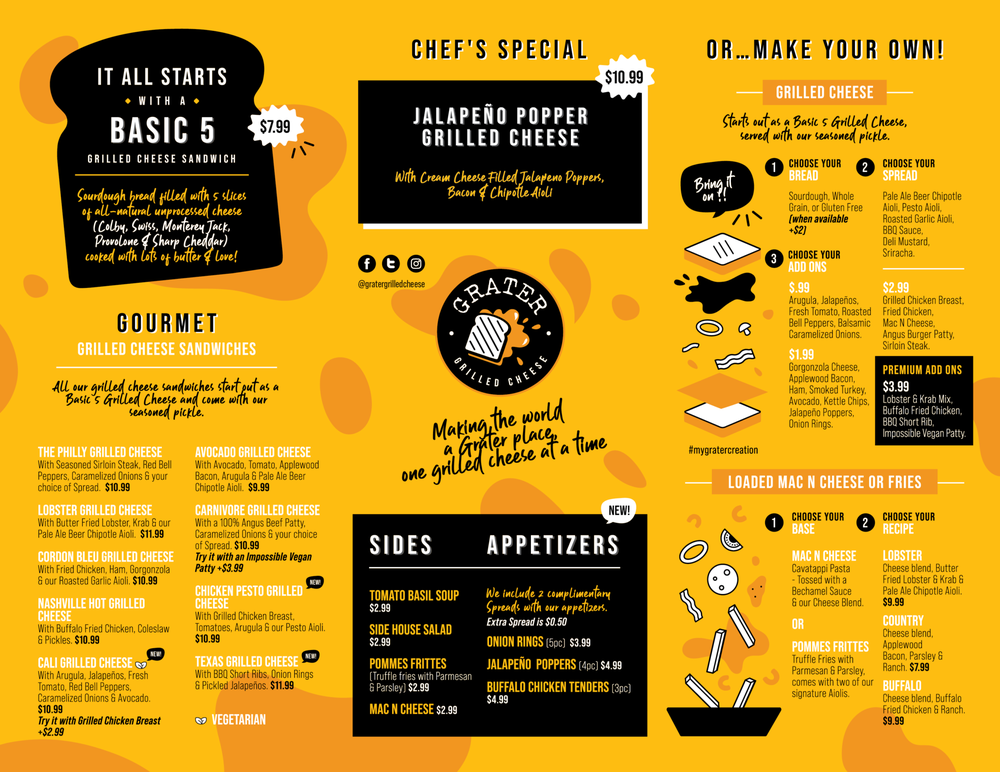 IT ALL STARTS
WITH A
BASIC 5
GRILLED CHEESE SANDWICH
$7.99
Sourdough bread filled with 5 slices
of all-natural unprocessed cheese
(Colby, Swiss, Monterey Jack,
Provolone & Sharp Cheddar)
cooked with lots of butter & love!
GOURMET
GRILLED CHEESE SANDWICHES
All our grilled cheese sandwiches start out as a
Basic 5 Grilled Cheese and come with our
seasoned pickle.
THE PHILLY GRILLED CHEESE
With Seasoned Sirloin Steak, Red Bell
Peppers, Caramelized Onions & your
choice of Spread. $10.99
LOBSTER GRILLED CHEESE
With Butter Fried Lobster, Krab & our
Pale Ale Beer Chipotle Aioli. $11.99
CORDON BLEU GRILLED CHEESE
With Fried Chicken, Ham, Gorgonzola
& our Roasted Garlic Aioli. $10.99
NASHVILLE HOT GRILLED
CHEESE
With Buffalo Fried Chicken, Coleslaw
& Pickles. $10.99
NEW!
CALI GRILLED CHEESE
With Arugula, Jalapeños, Fresh
Tomato, Red Bell Peppers,
Caramelized Onions & Avocado.
$10.99
Try it with Grilled Chicken Breast
+$2.99
AVOCADO GRILLED CHEESE
With Avocado, Tomato, Applewood
Bacon, Arugula & Pale Ale Beer
Chipotle Aioli. $9.99
CARNIVORE GRILLED CHEESE
With a 100% Angus Beef Patty,
Caramelized Onions & your choice
of Spread. $10.99
Try it with an Impossible Vegan
Patty +$3.99
NEW!
CHICKEN PESTO GRILLED
CHEESE
With Grilled Chicken Breast,
Tomatoes, Arugula & our Pesto Aioli.
$10.99
NEW!
TEXAS GRILLED CHEESE
With BBQ Short Ribs, Onion Rings
& Pickled Jalapeños. $11.99
VEGETARIAN
CHEF'S SPECIAL
$10.99
JALAPEÑO POPPER
GRILLED CHEESE
With Cream Cheese Filled Jalapeno Poppers,
Bacon & Chipotle Aioli
@gratergrilledcheese
GRATER
GRILLED CHEESE
Making the world
a Grater place,
one grilled cheese at a time
NEW!
SIDES
TOMATO BASIL SOUP
$2.99
SIDE HOUSE SALAD
$2.99
POMMES FRITTES
(Truffle fries with Parmesan
& Parsley) $2.99
MAC N CHEESE $2.99
APPETIZERS
We include 2 complimentary
Spreads with our appetizers.
Extra Spread is $0.50
ONION RINGS (5pc) $3.99
JALAPEÑO POPPERS (4pc) $4.99
BUFFALO CHICKEN TENDERS (3pc)
$4.99
OR...MAKE YOUR OWN!
GRILLED CHEESE
Starts out as a Basic 5 Grilled Cheese,
served with our seasoned pickle.
Bring it
on!!
1 CHOOSE YOUR
BREAD
Sourdough, Whole
Grain, or Gluten Free
(when available
+$2)
2 CHOOSE YOUR
SPREAD
Pale Ale Beer Chipotle
Aioli, Pesto Aioli,
Roasted Garlic Aioli,
BBQ Sauce,
Deli Mustard,
Sriracha.
3 CHOOSE YOUR
ADD ONS
$.99
Arugula, Jalapeños,
Fresh Tomato, Roasted
Bell Peppers, Balsamic
Caramelized Onions.
$1.99
Gorgonzola Cheese,
Applewood Bacon,
Ham, Smoked Turkey,
Avocado, Kettle Chips,
Jalapeño Poppers,
Onion Rings.
$2.99
Grilled Chicken Breast,
Fried Chicken,
Mac N Cheese,
Angus Burger Patty,
Sirloin Steak.
PREMIUM ADD ONS
$3.99
Lobster & Krab Mix,
Buffalo Fried Chicken,
BBQ Short Rib,
Impossible Vegan Patty.
#mygratercreation
LOADED MAC N CHEESE OR FRIES
1 CHOOSE YOUR
BASE
MAC N CHEESE
Cavatappi Pasta
- Tossed with a
Bechamel Sauce
& our Cheese Blend.
OR
POMMES FRITTES
Truffle Fries with
Parmesan & Parsley,
comes with two of our
signature Aiolis.
2 CHOOSE YOUR
RECIPE
LOBSTER
Cheese blend, Butter
Fried Lobster & Krab &
Pale Ale Chipotle Aioli.
$9.99
COUNTRY
Cheese blend,
Applewood
Bacon, Parsley &
Ranch. $7.99
BUFFALO
Cheese blend, Buffalo
Fried Chicken & Ranch.
$9.99